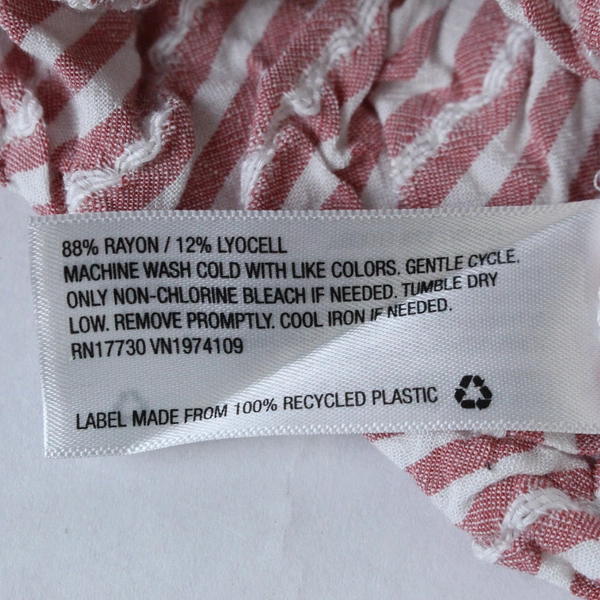 88% RAYON / 12% LYOCELL
MACHINE WASH COLD WITH LIKE COLORS. GENTLE CYCLE.
ONLY NON-CHLORINE BLEACH IF NEEDED. TUMBLE DRY
LOW. REMOVE PROMPTLY. COOL IRON IF NEEDED.
RN17730 VN1974109
LABEL MADE FROM 100% RECYCLED PLASTIC